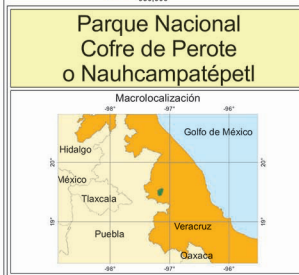 Parque Nacional
Cofre de Perote
o Nauhcampatépetl
Macrolocalización
-98° -97° -96°
Golfo de México
Hidalgo
20° 20°
México
Tlaxcala
19° 19°
Puebla
Veracruz
Oaxaca
-98° -97° -96°